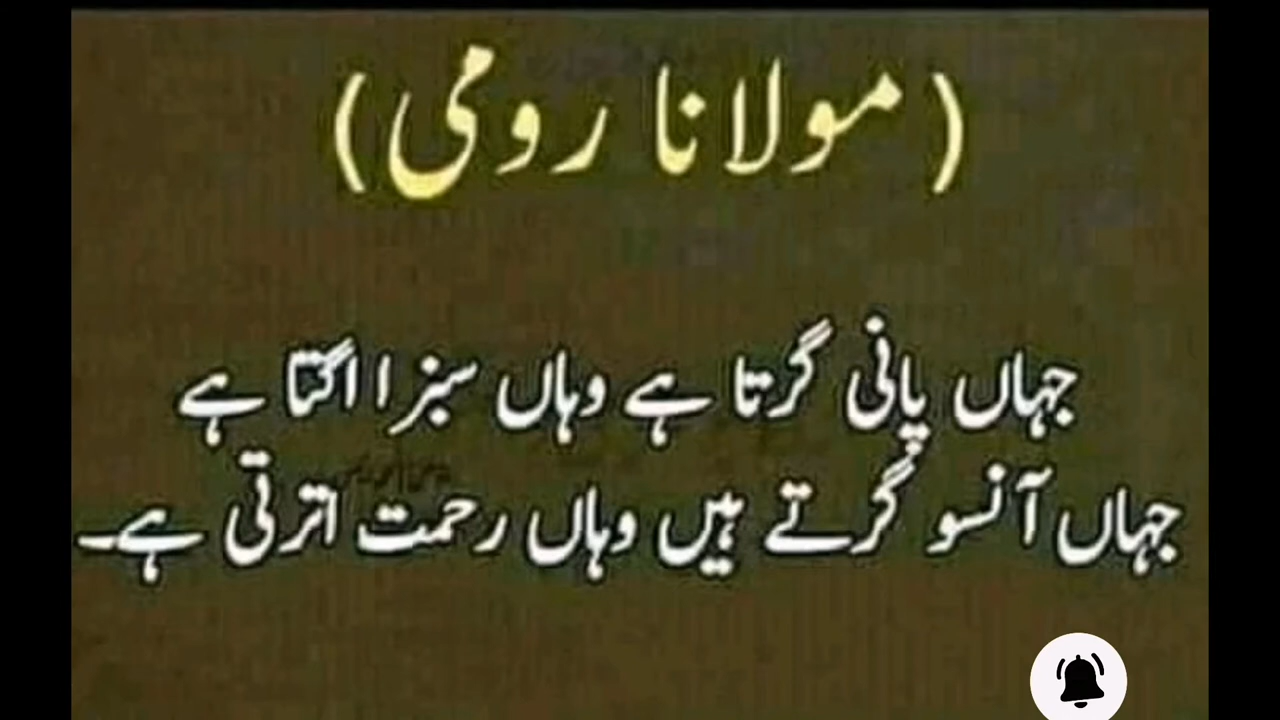 (مولانا رومی)
جہاں پانی گرتا ہے وہاں سبزا اگتا ہے
جہاں آنسو گرتے ہیں وہاں رحمت اترتی ہے۔